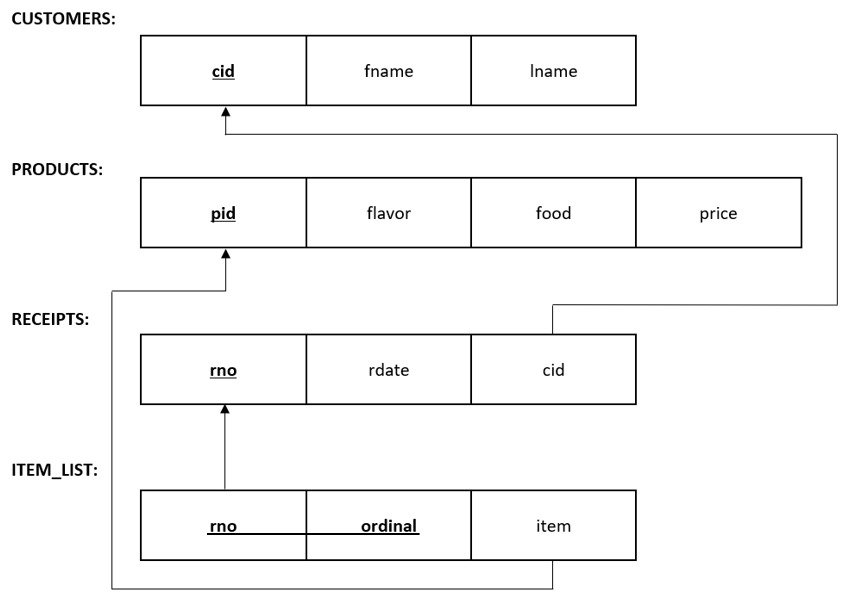 CUSTOMERS:
cid fname lname
PRODUCTS:
pid flavor food price
RECEIPTS:
rno rdate cid
ITEM_LIST:
rno ordinal item